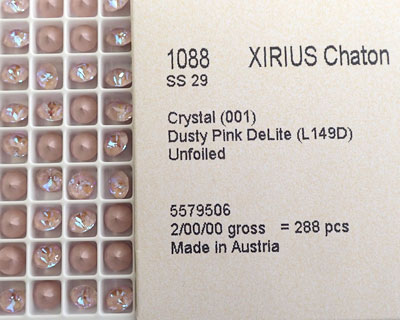 1088 XIRIUS Chaton
SS 29
Crystal (001)
Dusty Pink DeLite (L149D)
Unfoiled
5579506
2/00/00 gross = 288 pcs
Made in Austria